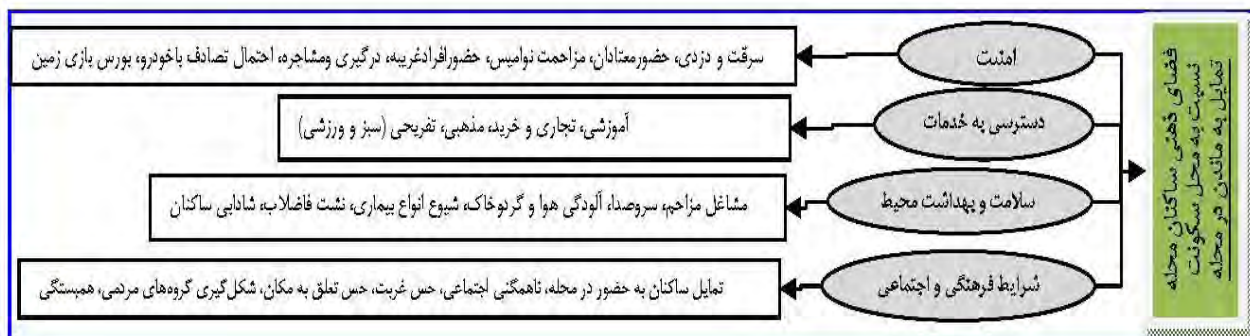 فضای ذهنی ساکنان محله
نسبت به محل سکونت
تمایل به ماندن در محله
امنیت
سرقت و دزدی، حضورمعتادان، مزاحمت نوامیس، حضورافرادغریبه، درگیری ومشاجره، احتمال تصادف باخودرو، بورس بازی زمین
دسترسی به خدمات
آموزشی، تجاری و خرید، مذهبی، تفریحی (سبز و ورزشی)
سلامت و بهداشت محیط
مشاغل مزاحم، سروصدا، آلودگی هوا و گردوخاک، شیوع انواع بیماری، نشت فاضلاب، شادابی ساکنان
شرایط فرهنگی و اجتماعی
تمایل ساکنان به حضور در محله، ناهمگنی اجتماعی، حس غربت، حس تعلق به مکان، شکل‌گیری گروه‌های مردمی، همبستگی